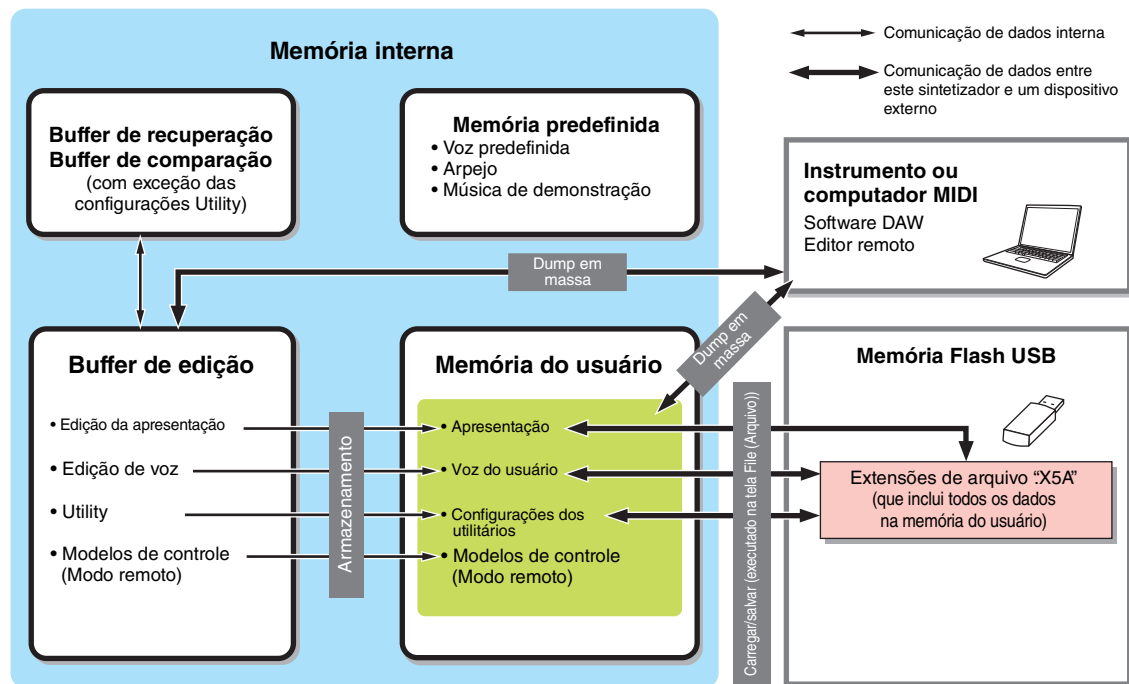 Memória interna
Comunicação de dados interna
Comunicação de dados entre
este sintetizador e um dispositivo
externo
Buffer de recuperação
Buffer de comparação
(com exceção das
configurações Utility)
Memória predefinida
• Voz predefinida
• Arpejo
• Música de demonstração
Instrumento ou
computador MIDI
Software DAW
Editor remoto
Dump em
massa
Dump em
massa
Buffer de edição
• Edição da apresentação
• Edição de voz
• Utility
• Modelos de controle
(Modo remoto)
Armazenamento
Memória do usuário
• Apresentação
• Voz do usuário
• Configurações dos
utilitários
• Modelos de controle
(Modo remoto)
Carregar/salvar (executado na tela File (Arquivo))
Memória Flash USB
Extensões de arquivo “.X5A”
(que inclui todos os dados
na memória do usuário)